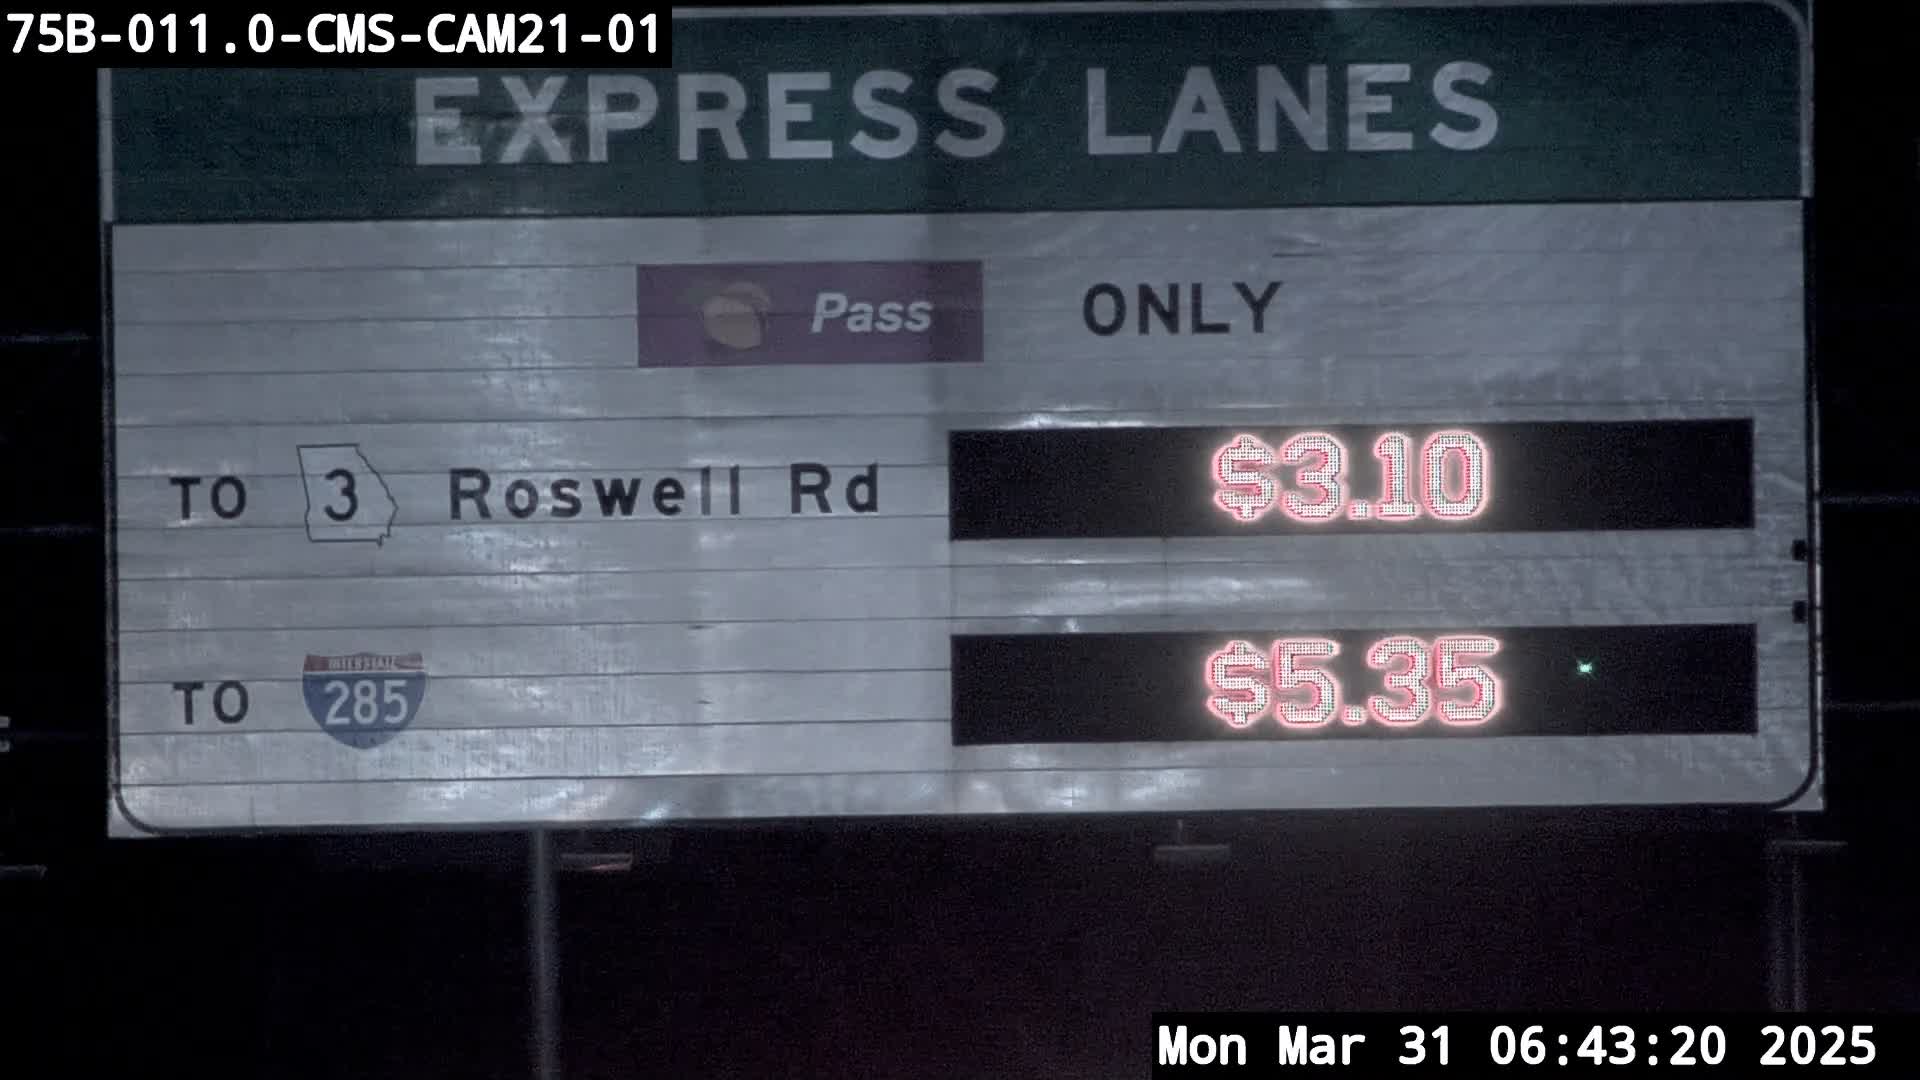 75B-011.0-CMS-CAM21-01
EXPRESS LANES
Pass ONLY
TO 3 Roswell Rd $3.10
INTERSTATE
TO 285 $5.35
Mon Mar 31 06:43:20 2025